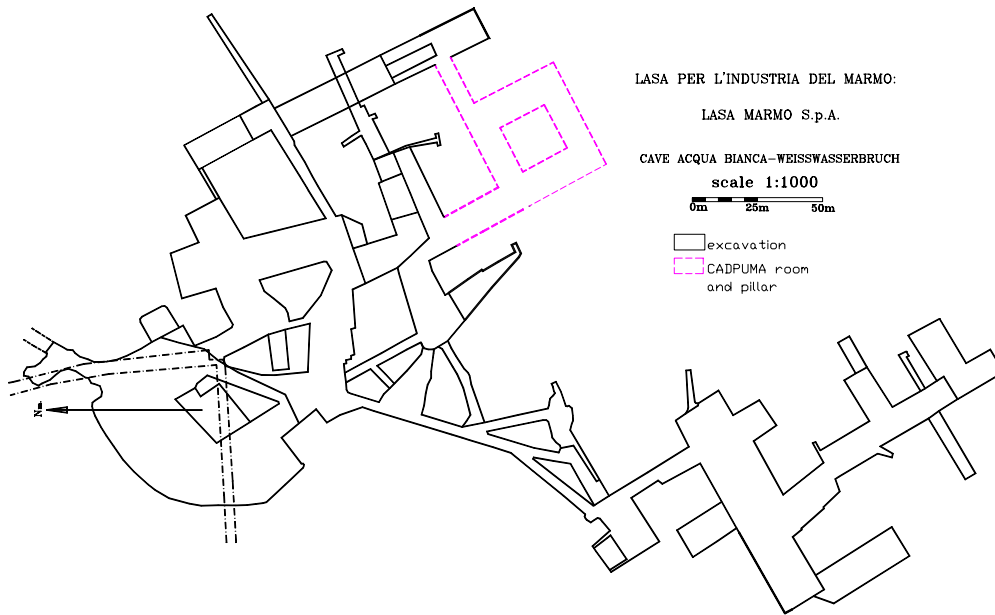 LASA PER L'INDUSTRIA DEL MARMO:
LASA MARMO S.p.A.
CAVE ACQUA BIANCA-WEISSWASSERBRUCH
scale 1:1000
0m 25m 50m
excavation
CADPUMA room
and pillar